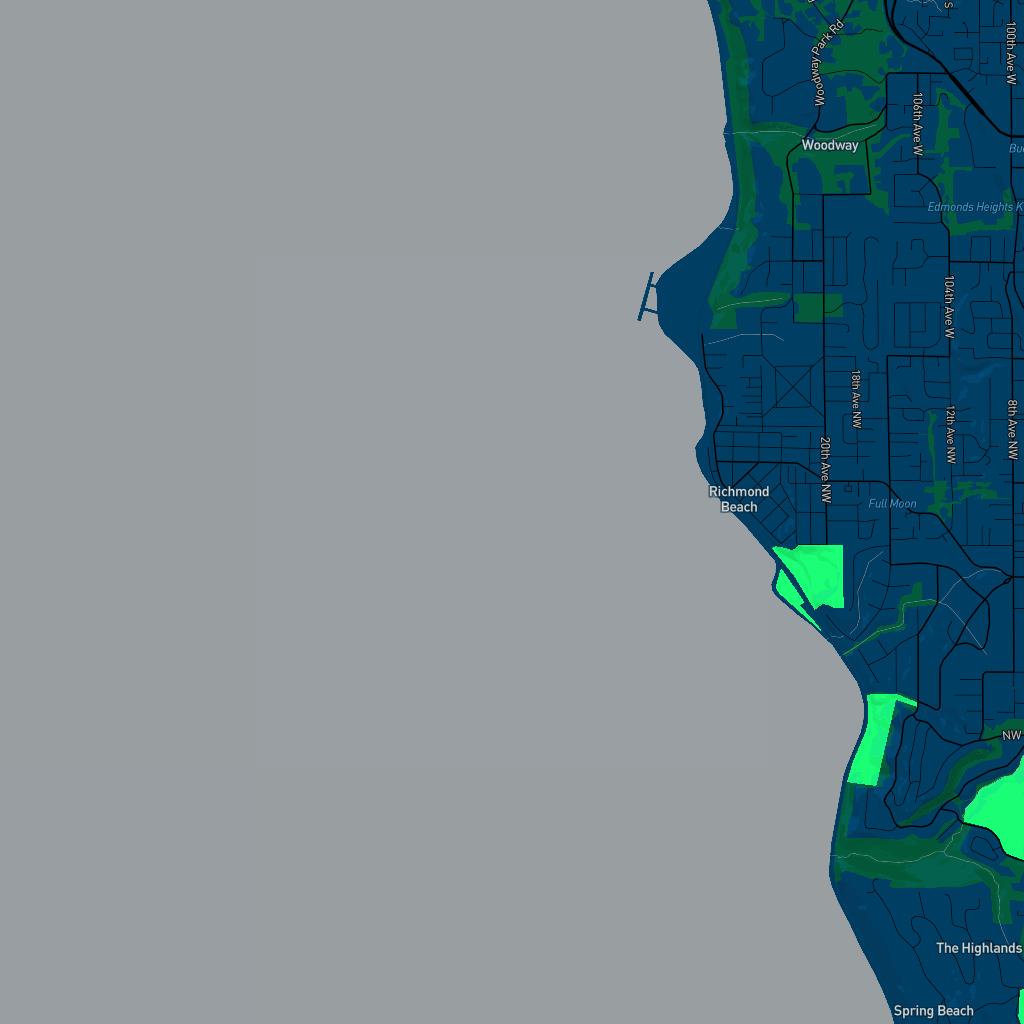 S
100th Ave W
Woodway Park Rd
106th Ave W
Woodway
Edmonds Heights K
104th Ave W
18th Ave NW
12th Ave NW
8th Ave NW
20th Ave NW
Richmond
Beach
Full Moon
NW
The Highlands
Spring Beach